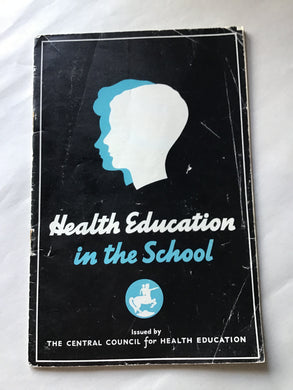 Health Education
in the School
issued by
THE CENTRAL COUNCIL for HEALTH EDUCATION